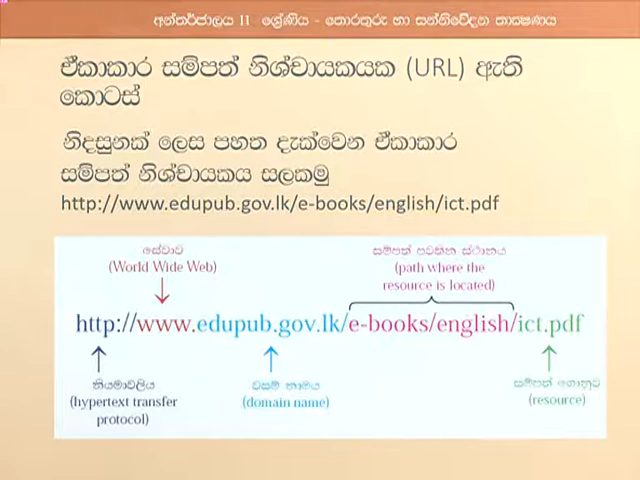 අන්තර්ජාලය 11 ශ්‍රේණිය - තොරතුරු හා සන්නිවේදන තාක්ෂණය
ඒකාකාර සම්පත් නිශ්චායකයක (URL) ඇති
කොටස්
නිදසුනක් ලෙස පහත දැක්වෙන ඒකාකාර
සම්පත් නිශ්චායකය සලකමු
http://www.edupub.gov.lk/e-books/english/ict.pdf
සේවාව
(World Wide Web)
සම්පත් පවතින ස්ථානය
(path where the
resource is located)
http://www.edupub.gov.lk/e-books/english/ict.pdf
නියමාවලිය
(hypertext transfer
protocol)
වසම් නාමය
(domain name)
සම්පත් ගොනුව
(resource)